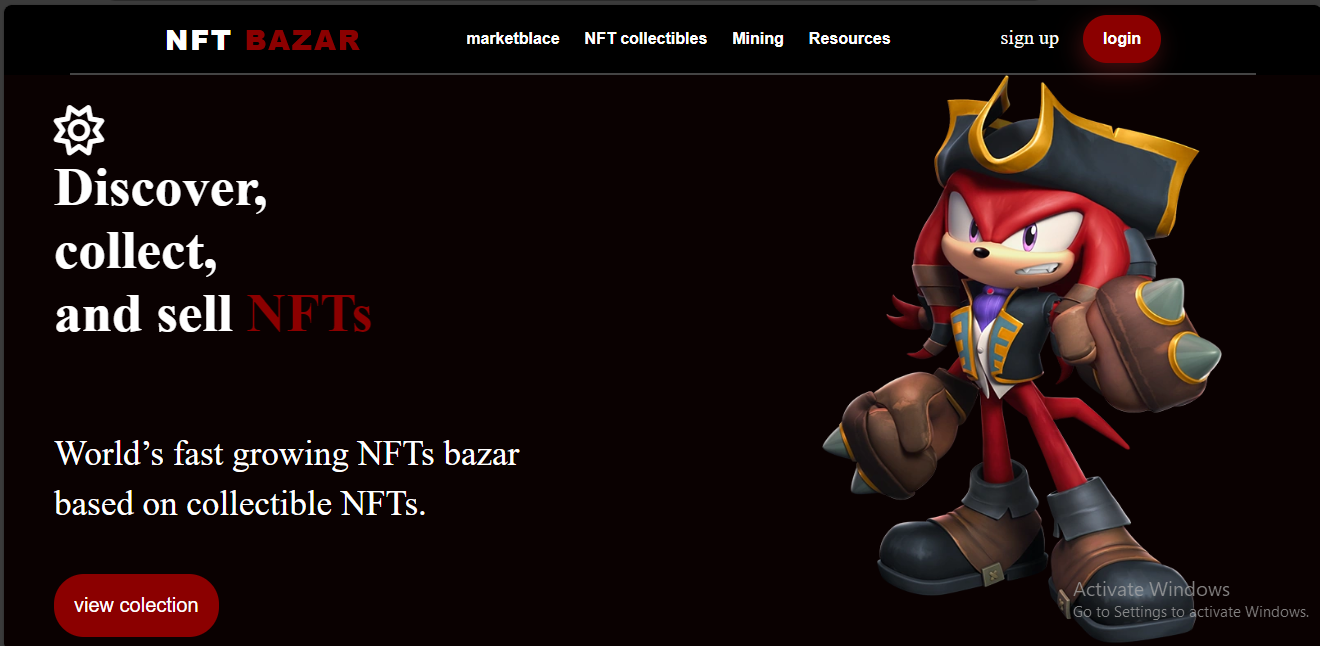 NFT BAZAR
marketblace NFT collectibles Mining Resources sign up login
Discover,
collect,
and sell NFTs
World’s fast growing NFTs bazar
based on collectible NFTs.
view colection
Activate Windows
Go to Settings to activate Windows.